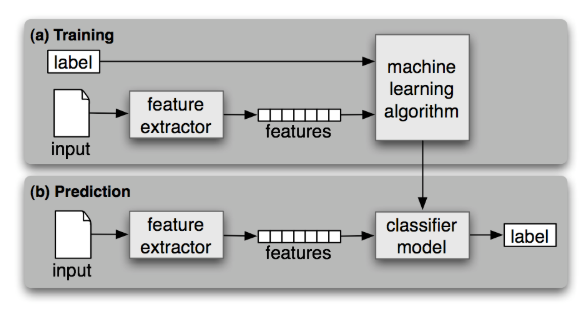 (a) Training
label
machine
learning
algorithm
feature
extractor
features
input
(b) Prediction
feature
extractor
features
classifier
model
label
input